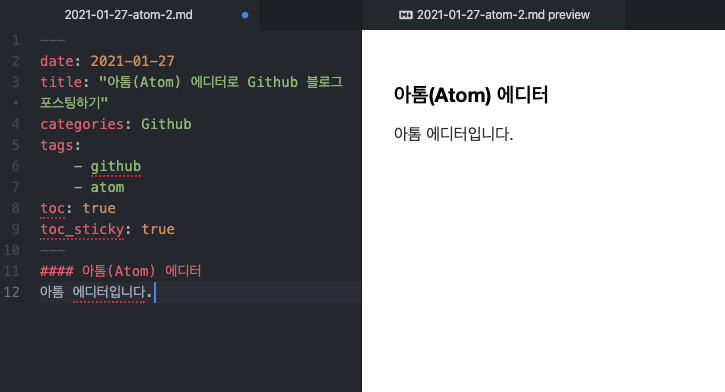 2021-01-27-atom-2.md
2021-01-27-atom-2.md preview
1 ---
2 date: 2021-01-27
3 title: "아톰(Atom) 에디터로 Github 블로그
• 포스팅하기"
4 categories: Github
5 tags:
6 - github
7 - atom
8 toc: true
9 toc_sticky: true
10 ---
11 #### 아톰(Atom) 에디터
12 아톰 에디터입니다.
아톰(Atom) 에디터
아톰 에디터입니다.